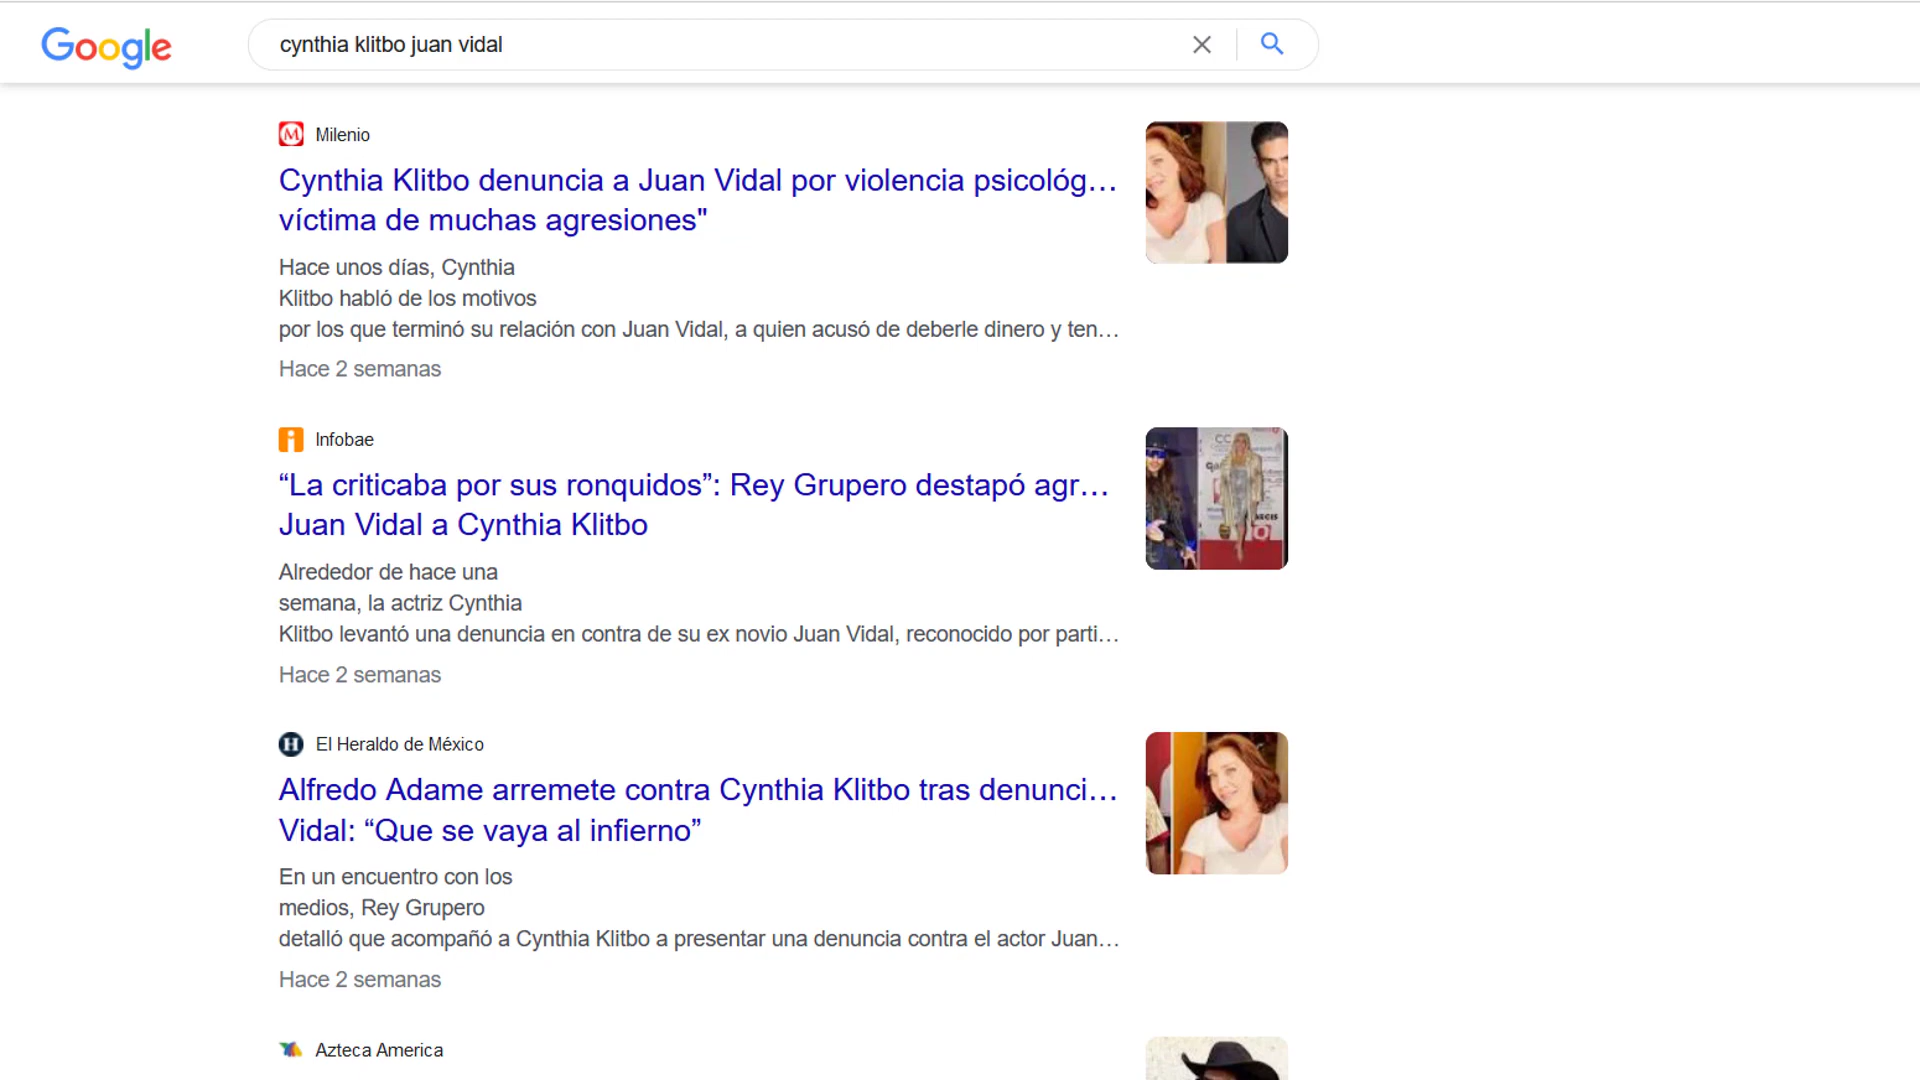 Google
cynthia klitbo juan vidal
Milenio
Cynthia Klitbo denuncia a Juan Vidal por violencia psicológ…
víctima de muchas agresiones"
Hace unos días, Cynthia
Klitbo habló de los motivos
por los que terminó su relación con Juan Vidal, a quien acusó de deberle dinero y ten…
Hace 2 semanas
Infobae
“La criticaba por sus ronquidos”: Rey Grupero destapó agr…
Juan Vidal a Cynthia Klitbo
Alrededor de hace una
semana, la actriz Cynthia
Klitbo levantó una denuncia en contra de su ex novio Juan Vidal, reconocido por parti…
Hace 2 semanas
El Heraldo de México
Alfredo Adame arremete contra Cynthia Klitbo tras denunci…
Vidal: “Que se vaya al infierno”
En un encuentro con los
medios, Rey Grupero
detalló que acompañó a Cynthia Klitbo a presentar una denuncia contra el actor Juan…
Hace 2 semanas
Azteca America